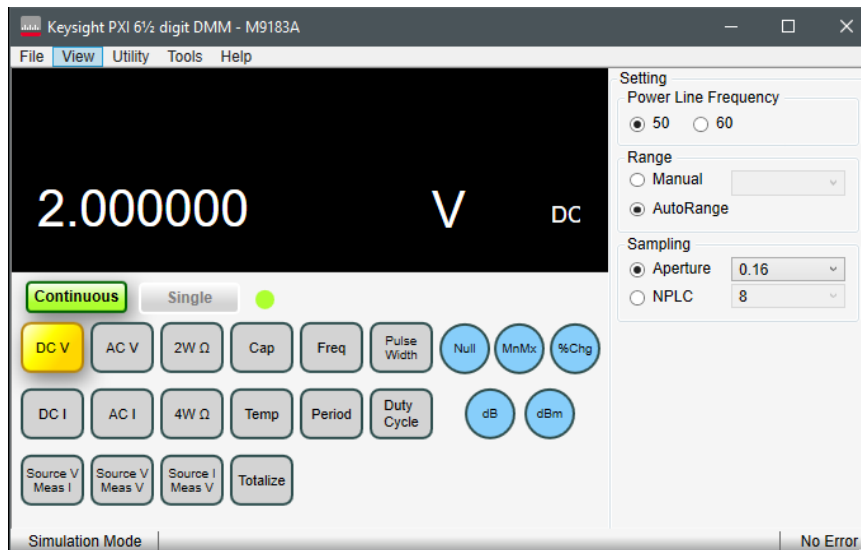 Keysight PXI 6½ digit DMM - M9183A
File View Utility Tools Help
2.000000 V DC
Setting
Power Line Frequency
50 60
Range
Manual
AutoRange
Sampling
Aperture 0.16
NPLC 8
Continuous Single
DC V AC V 2W Ω Cap Freq Pulse Width Null MnMx %Chg
DC I AC I 4W Ω Temp Period Duty Cycle dB dBm
Source V Meas I Source V Meas V Source I Meas V Totalize
Simulation Mode No Error